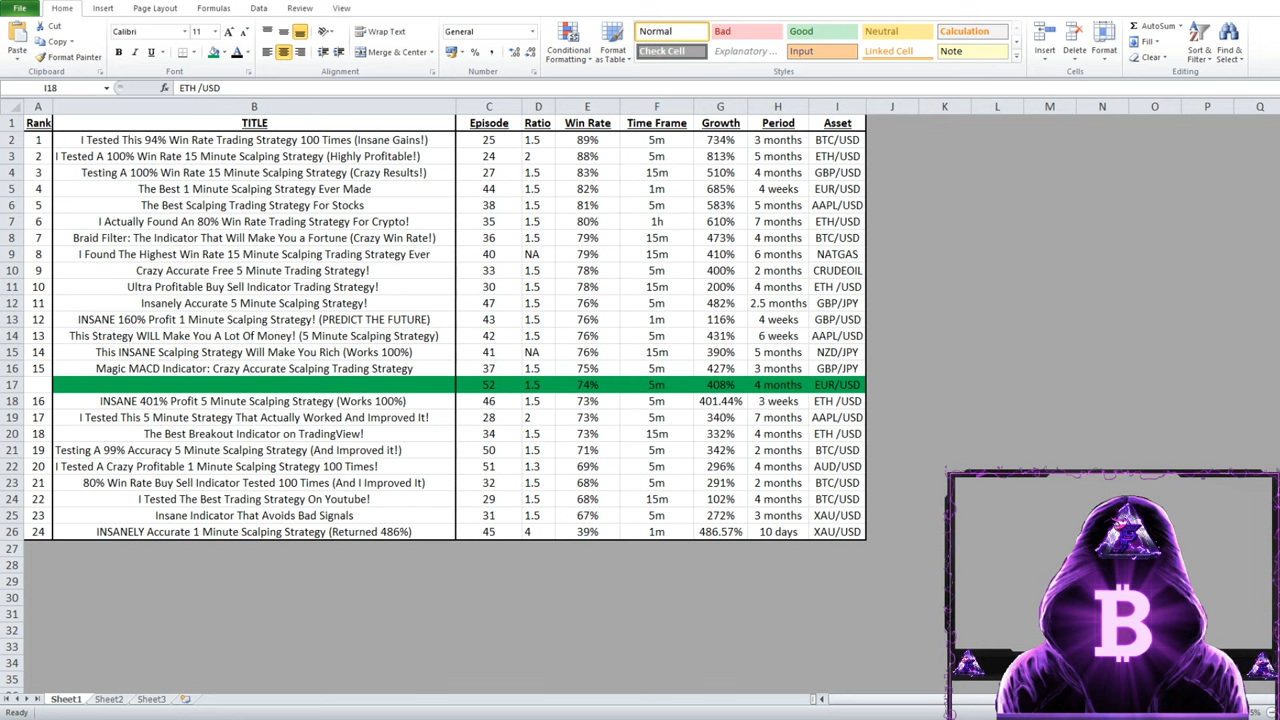 File Home Insert Page Layout Formulas Data Review View
Cut Calibri 11 Wrap Text General Normal Bad Good Neutral Calculation AutoSum
Copy Fill
Paste Format Painter B I U Merge & Center % , Conditional Formatting Format as Table Check Cell Explanatory ... Input Linked Cell Note Insert Delete Format Clear Sort & Filter Find & Select
Clipboard Font Alignment Number Styles Cells Editing
I18 fx ETH /USD
A B C D E F G H I J K L M N O P Q
1 Rank TITLE Episode Ratio Win Rate Time Frame Growth Period Asset
2 1 I Tested This 94% Win Rate Trading Strategy 100 Times (Insane Gains!) 25 1.5 89% 5m 734% 3 months BTC/USD
3 2 I Tested A 100% Win Rate 15 Minute Scalping Strategy (Highly Profitable!) 24 2 88% 5m 813% 5 months ETH/USD
4 3 Testing A 100% Win Rate 15 Minute Scalping Strategy (Crazy Results!) 27 1.5 83% 15m 510% 5 months GBP/USD
5 4 The Best 1 Minute Scalping Strategy Ever Made 44 1.5 82% 1m 685% 4 weeks EUR/USD
6 5 The Best Scalping Strategy For Stocks 38 1.5 81% 5m 583% 5 months AAPL/USD
7 6 I Actually Found An 80% Win Rate Trading Strategy For Crypto! 35 1.5 80% 1h 610% 7 months ETH/USD
8 7 Braid Filter: The Indicator That Will Make You a Fortune (Crazy Win Rate!) 36 1.5 79% 15m 473% 4 months BTC/USD
9 8 I Found The Highest Win Rate 15 Minute Scalping Trading Strategy Ever 40 NA 79% 15m 410% 6 months NATGAS
10 9 Crazy Accurate Free 5 Minute Trading Strategy! 33 1.5 78% 5m 400% 2 months CRUDEOIL
11 10 Ultra Profitable Buy Sell Indicator Trading Strategy! 30 1.5 78% 15m 200% 4 months ETH /USD
12 11 Insanely Accurate 5 Minute Scalping Strategy! 47 1.5 76% 5m 482% 2.5 months GBP/JPY
13 12 INSANE 160% Profit 1 Minute Scalping Strategy! (PREDICT THE FUTURE) 43 1.5 76% 1m 116% 4 weeks GBP/USD
14 13 This Strategy WILL Make You A Lot Of Money! (5 Minute Scalping Strategy) 42 1.5 76% 5m 431% 6 weeks AAPL/USD
15 14 This INSANE Scalping Strategy Will Make You Rich (Works 100%) 41 NA 76% 15m 390% 5 months NZD/JPY
16 15 Magic MACD Indicator: Crazy Accurate Scalping Trading Strategy 37 1.5 75% 5m 427% 3 months GBP/JPY
17 52 1.5 74% 5m 408% 4 months EUR/USD
18 16 INSANE 401% Profit 5 Minute Scalping Strategy (Works 100%) 46 1.5 73% 5m 401.44% 3 weeks ETH /USD
19 17 I Tested This 5 Minute Strategy That Actually Worked And Improved It! 28 2 73% 5m 340% 7 months AAPL/USD
20 18 The Best Breakout Indicator on TradingView! 34 1.5 73% 15m 332% 4 months ETH /USD
21 19 Testing A 99% Accuracy 5 Minute Scalping Strategy (And Improved it!) 50 1.5 71% 5m 342% 2 months BTC/USD
22 20 I Tested A Crazy Profitable 1 Minute Scalping Strategy 100 Times! 51 1.3 69% 5m 296% 4 months AUD/USD
23 21 80% Win Rate Buy Sell Indicator Tested 100 Times (And I Improved It) 32 1.5 68% 5m 291% 2 months BTC/USD
24 22 I Tested The Best Trading Strategy On Youtube! 29 1.5 68% 15m 102% 4 months BTC/USD
25 23 Insane Indicator That Avoids Bad Signals 31 1.5 67% 5m 272% 3 months XAU/USD
26 24 INSANELY Accurate 1 Minute Scalping Strategy (Returned 486%) 45 4 39% 1m 486.57% 10 days XAU/USD
27
28
29
30
31
32
33
34
35
Sheet1 Sheet2 Sheet3
Ready